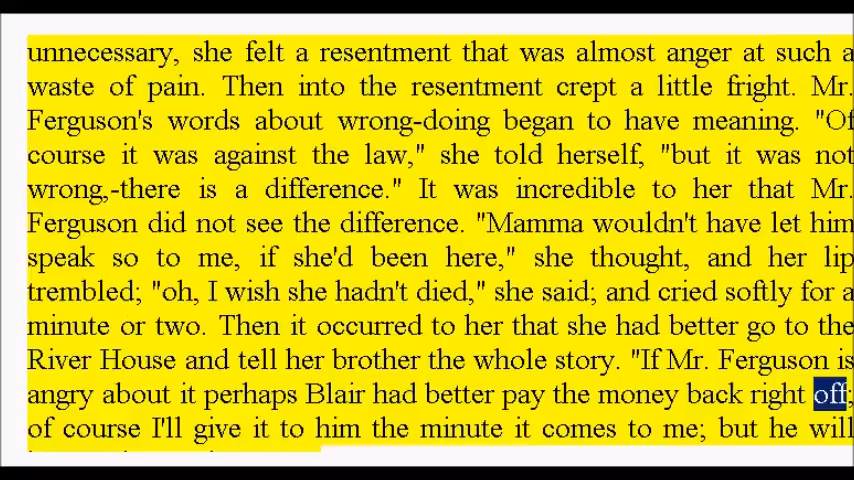 unnecessary, she felt a resentment that was almost anger at such a
waste of pain. Then into the resentment crept a little fright. Mr.
Ferguson's words about wrong-doing began to have meaning. "Of
course it was against the law," she told herself, "but it was not
wrong,-there is a difference." It was incredible to her that Mr.
Ferguson did not see the difference. "Mamma wouldn't have let him
speak so to me, if she'd been here," she thought, and her lip
trembled; "oh, I wish she hadn't died," she said; and cried softly for a
minute or two. Then it occurred to her that she had better go to the
River House and tell her brother the whole story. "If Mr. Ferguson is
angry about it perhaps Blair had better pay the money back right off;
of course I'll give it to him the minute it comes to me; but he will